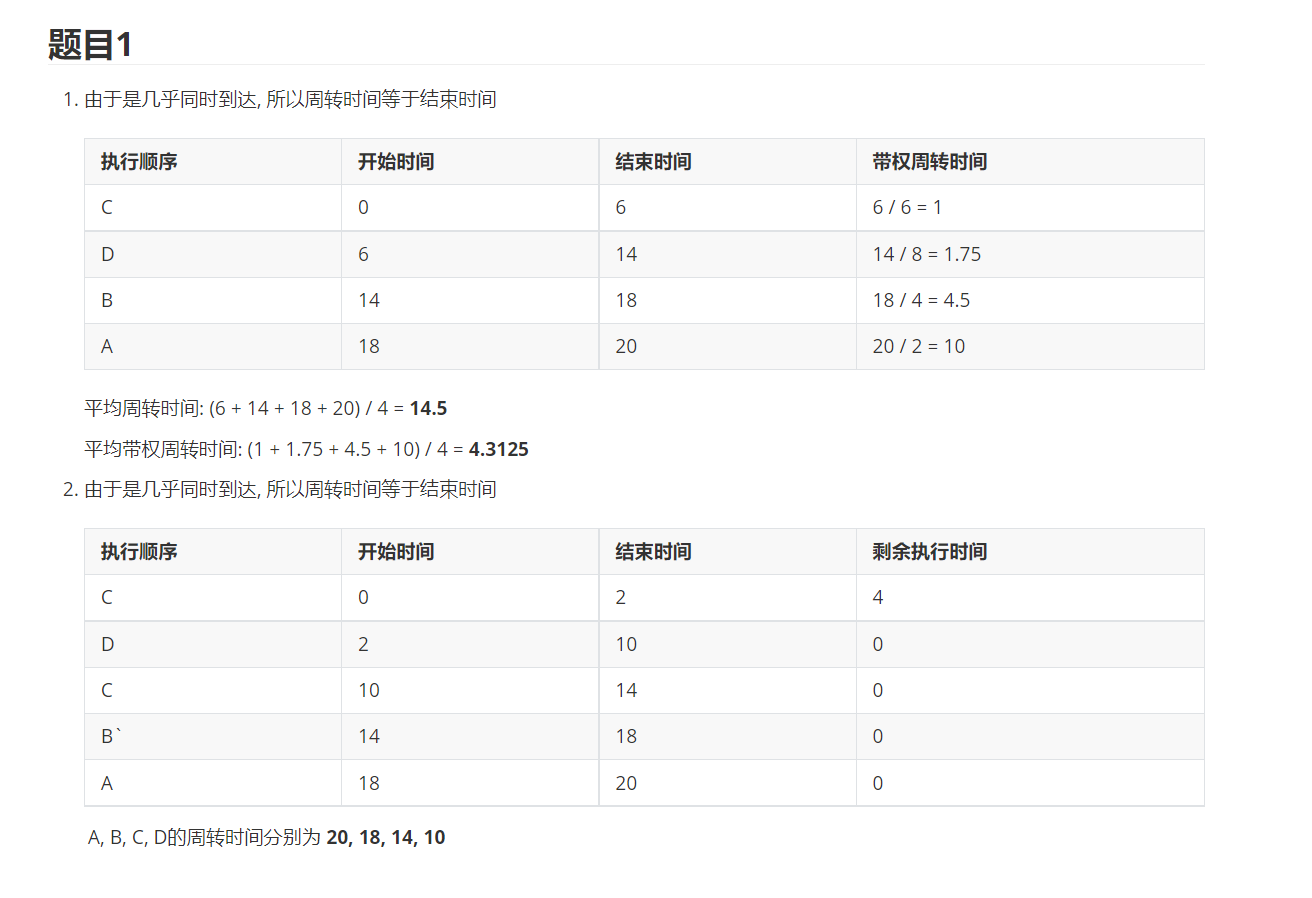 题目1
1. 由于是几乎同时到达, 所以周转时间等于结束时间
执行顺序 开始时间 结束时间 带权周转时间
C 0 6 6 / 6 = 1
D 6 14 14 / 8 = 1.75
B 14 18 18 / 4 = 4.5
A 18 20 20 / 2 = 10
平均周转时间: (6 + 14 + 18 + 20) / 4 = 14.5
平均带权周转时间: (1 + 1.75 + 4.5 + 10) / 4 = 4.3125
2. 由于是几乎同时到达, 所以周转时间等于结束时间
执行顺序 开始时间 结束时间 剩余执行时间
C 0 2 4
D 2 10 0
C 10 14 0
B` 14 18 0
A 18 20 0
A, B, C, D的周转时间分别为 20, 18, 14, 10